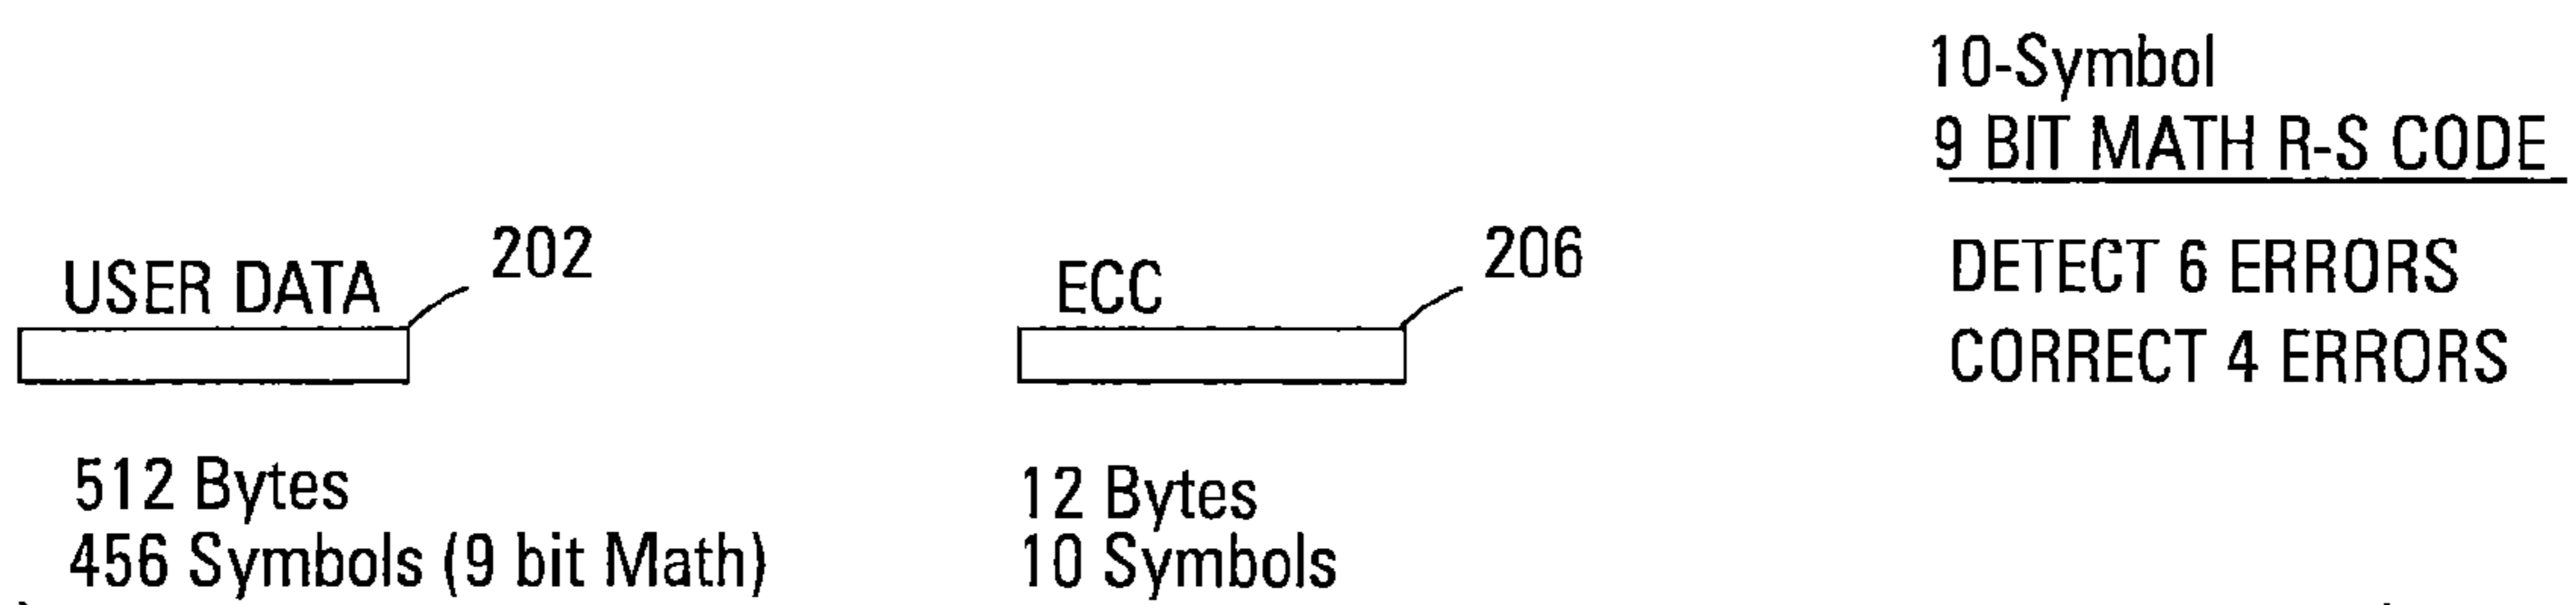 10-Symbol
9 BIT MATH R-S CODE
USER DATA
202
ECC
206
DETECT 6 ERRORS
CORRECT 4 ERRORS
512 Bytes
456 Symbols (9 bit Math)
12 Bytes
10 Symbols